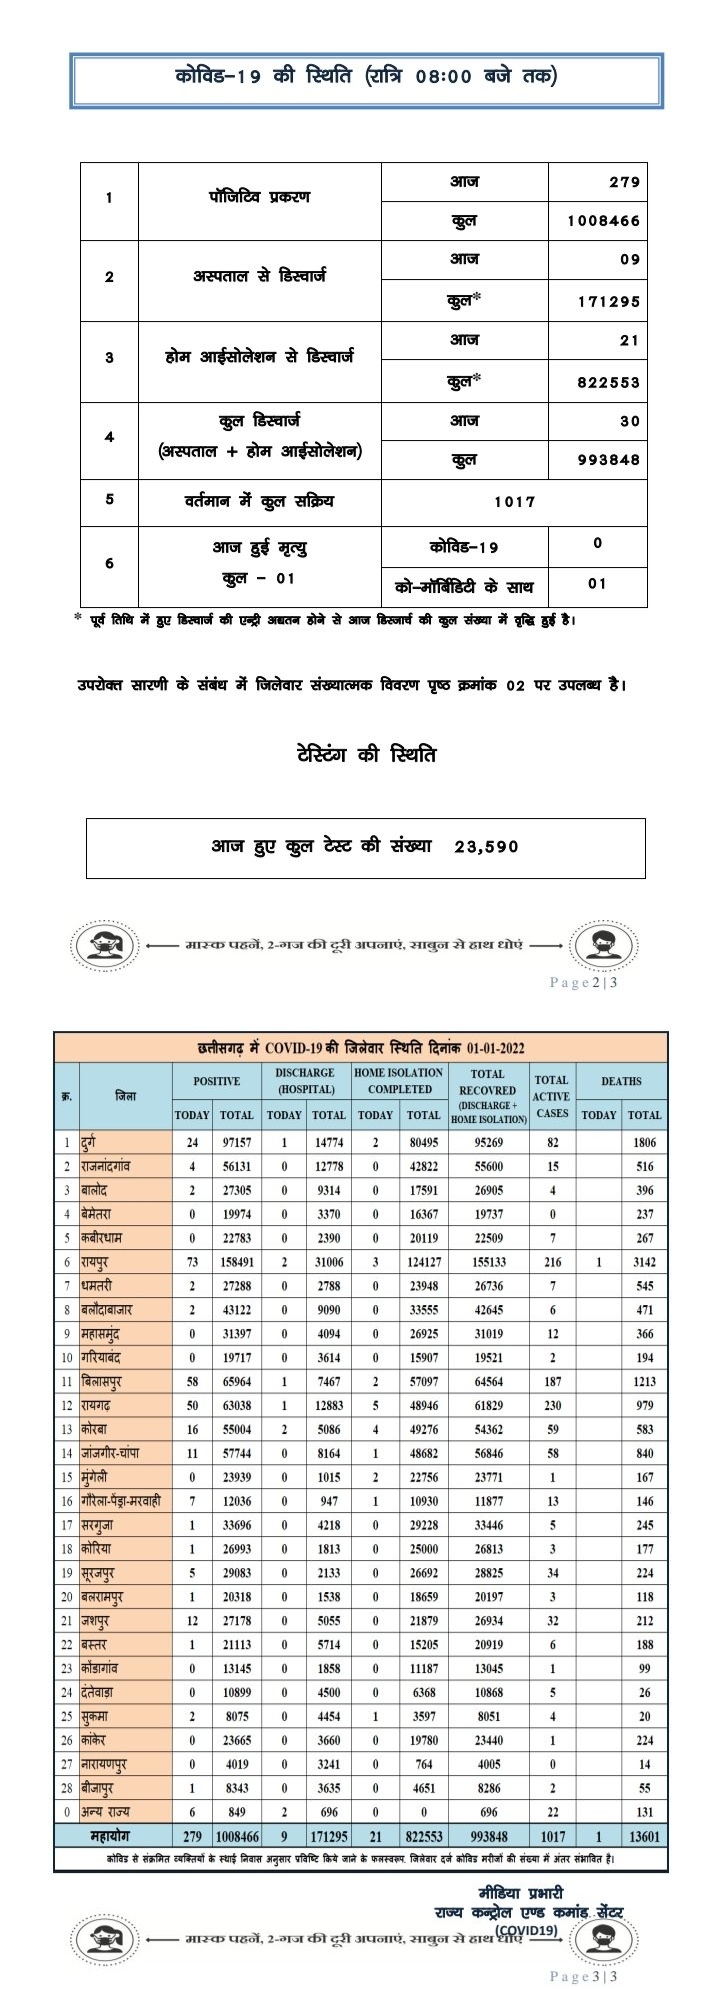 कोविड–19 की स्थिति (रात्रि 08:00 बजे तक)
1 पॉजिटिव प्रकरण आज 279
कुल 1008466
2 अस्पताल से डिस्चार्ज आज 09
कुल* 171295
3 होम आईसोलेशन से डिस्चार्ज आज 21
कुल* 822553
4 कुल डिस्चार्ज (अस्पताल + होम आईसोलेशन) आज 30
कुल 993848
5 वर्तमान में कुल सक्रिय 1017
6 आज हुई मृत्यु कुल – 01 कोविड–19 0
को–मॉर्बिडिटी के साथ 01
* पूर्व तिथि में हुए डिस्चार्ज की एन्ट्री अद्यतन होने से आज डिस्जार्च की कुल संख्या में वृद्धि हुई है।
उपरोक्त सारणी के संबंध में जिलेवार संख्यात्मक विवरण पृष्ठ क्रमांक 02 पर उपलब्ध है।
टेस्टिंग की स्थिति
आज हुए कुल टेस्ट की संख्या 23,590
मास्क पहनें, 2-गज की दूरी अपनाएं, साबुन से हाथ धोएं
Page2|3
छत्तीसगढ़ में COVID-19 की जिलेवार स्थिति दिनांक 01-01-2022
क्र. जिला POSITIVE DISCHARGE (HOSPITAL) HOME ISOLATION COMPLETED TOTAL RECOVRED (DISCHARGE + HOME ISOLATION) TOTAL ACTIVE CASES DEATHS
TODAY TOTAL TODAY TOTAL TODAY TOTAL TODAY TOTAL
1 दुर्ग 24 97157 1 14774 2 80495 95269 82 1806
2 राजनांदगांव 4 56131 0 12778 0 42822 55600 15 516
3 बालोद 2 27305 0 9314 0 17591 26905 4 396
4 बेमेतरा 0 19974 0 3370 0 16367 19737 0 237
5 कबीरधाम 0 22783 0 2390 0 20119 22509 7 267
6 रायपुर 73 158491 2 31006 3 124127 155133 216 1 3142
7 धमतरी 2 27288 0 2788 0 23948 26736 7 545
8 बलौदाबाजार 2 43122 0 9090 0 33555 42645 6 471
9 महासमुंद 0 31397 0 4094 0 26925 31019 12 366
10 गरियाबंद 0 19717 0 3614 0 15907 19521 2 194
11 बिलासपुर 58 65964 1 7467 2 57097 64564 187 1213
12 रायगढ़ 50 63038 1 12883 5 48946 61829 230 979
13 कोरबा 16 55004 2 5086 4 49276 54362 59 583
14 जांजगीर-चांपा 11 57744 0 8164 1 48682 56846 58 840
15 मुंगेली 0 23939 0 1015 2 22756 23771 1 167
16 गौरेला-पेंड्रा-मरवाही 7 12036 0 947 1 10930 11877 13 146
17 सरगुजा 1 33696 0 4218 0 29228 33446 5 245
18 कोरिया 1 26993 0 1813 0 25000 26813 3 177
19 सूरजपुर 5 29083 0 2133 0 26692 28825 34 224
20 बलरामपुर 1 20318 0 1538 0 18659 20197 3 118
21 जशपुर 12 27178 0 5055 0 21879 26934 32 212
22 बस्तर 1 21113 0 5714 0 15205 20919 6 188
23 कोंडागांव 0 13145 0 1858 0 11187 13045 1 99
24 दंतेवाड़ा 0 10899 0 4500 0 6368 10868 5 26
25 सुकमा 2 8075 0 4454 1 3597 8051 4 20
26 कांकेर 0 23665 0 3660 0 19780 23440 1 224
27 नारायणपुर 0 4019 0 3241 0 764 4005 0 14
28 बीजापुर 1 8343 0 3635 0 4651 8286 2 55
0 अन्य राज्य 6 849 2 696 0 0 696 22 131
महायोग 279 1008466 9 171295 21 822553 993848 1017 1 13601
कोविड से संक्रमित व्यक्तियों के स्थाई निवास अनुसार प्रविष्टि किये जाने के फलस्वरूप, जिलेवार दर्ज कोविड मरीजों की संख्या में अंतर संभावित है।
मीडिया प्रभारी
राज्य कन्ट्रोल एण्ड कमांड सेंटर
(COVID19)
मास्क पहनें, 2-गज की दूरी अपनाएं, साबुन से हाथ धोएं
Page3|3